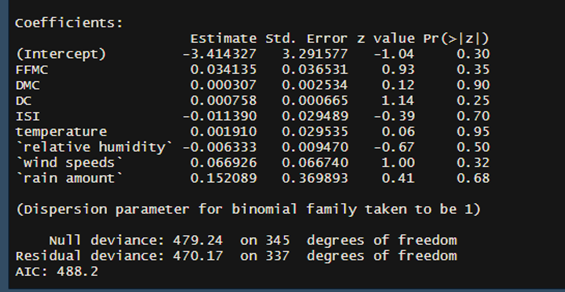 Coefficients:
Estimate Std. Error z value Pr(>|z|)
(Intercept) -3.414327 3.291577 -1.04 0.30
FFMC 0.034135 0.036531 0.93 0.35
DMC 0.000307 0.002534 0.12 0.90
DC 0.000758 0.000665 1.14 0.25
ISI -0.011390 0.029489 -0.39 0.70
temperature 0.001910 0.029535 0.06 0.95
`relative humidity` -0.006333 0.009470 -0.67 0.50
`wind speeds` 0.066926 0.066740 1.00 0.32
`rain amount` 0.152089 0.369893 0.41 0.68
(Dispersion parameter for binomial family taken to be 1)
Null deviance: 479.24 on 345 degrees of freedom
Residual deviance: 470.17 on 337 degrees of freedom
AIC: 488.2